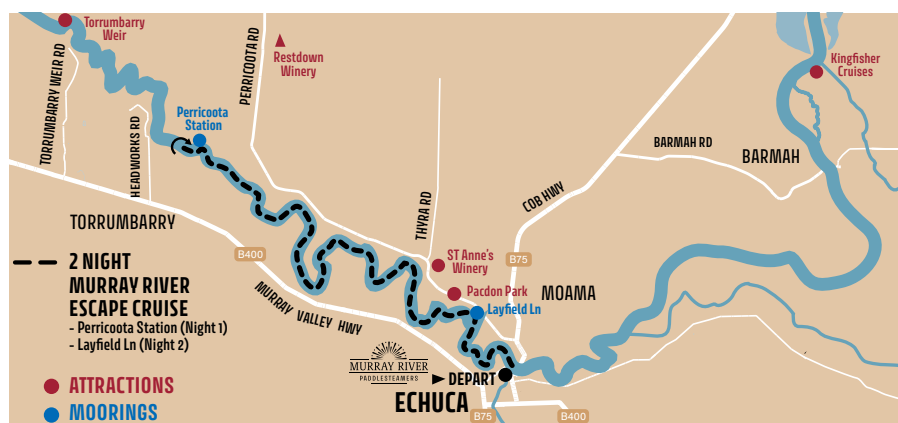 Torrumbarry
Weir
TORRUMBARRY WEIR RD
PERRICOOTA RD
Restdown
Winery
Kingfisher
Cruises
Perricoota
Station
HEADWORKS RD
BARMAH RD
BARMAH
THYRA RD
COB HWY
TORRUMBARRY
B400
ST Anne's
Winery
B75
2 NIGHT
MURRAY RIVER
ESCAPE CRUISE
- Perricoota Station (Night 1)
- Layfield Ln (Night 2)
MURRAY VALLEY HWY
Pacdon Park
MOAMA
Layfield Ln
MURRAY RIVER
PADDLESTEAMERS
DEPART
ECHUCA
ATTRACTIONS
MOORINGS
B75
B400